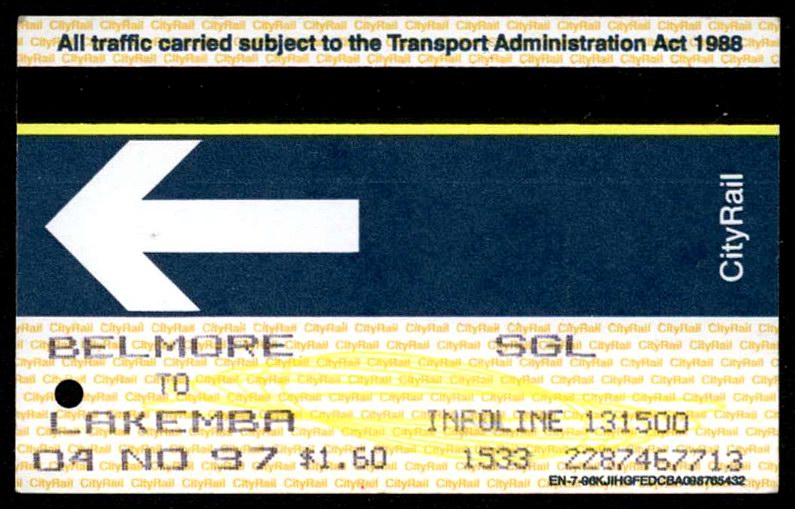 All traffic carried subject to the Transport Administration Act 1988
CityRail
BELMORE SGL
TO
LAKEMBA INFOLINE 131500
04 NO 97 $1.60 1533 2287467713
EN-7-96KJIHGFEDCBA098765432